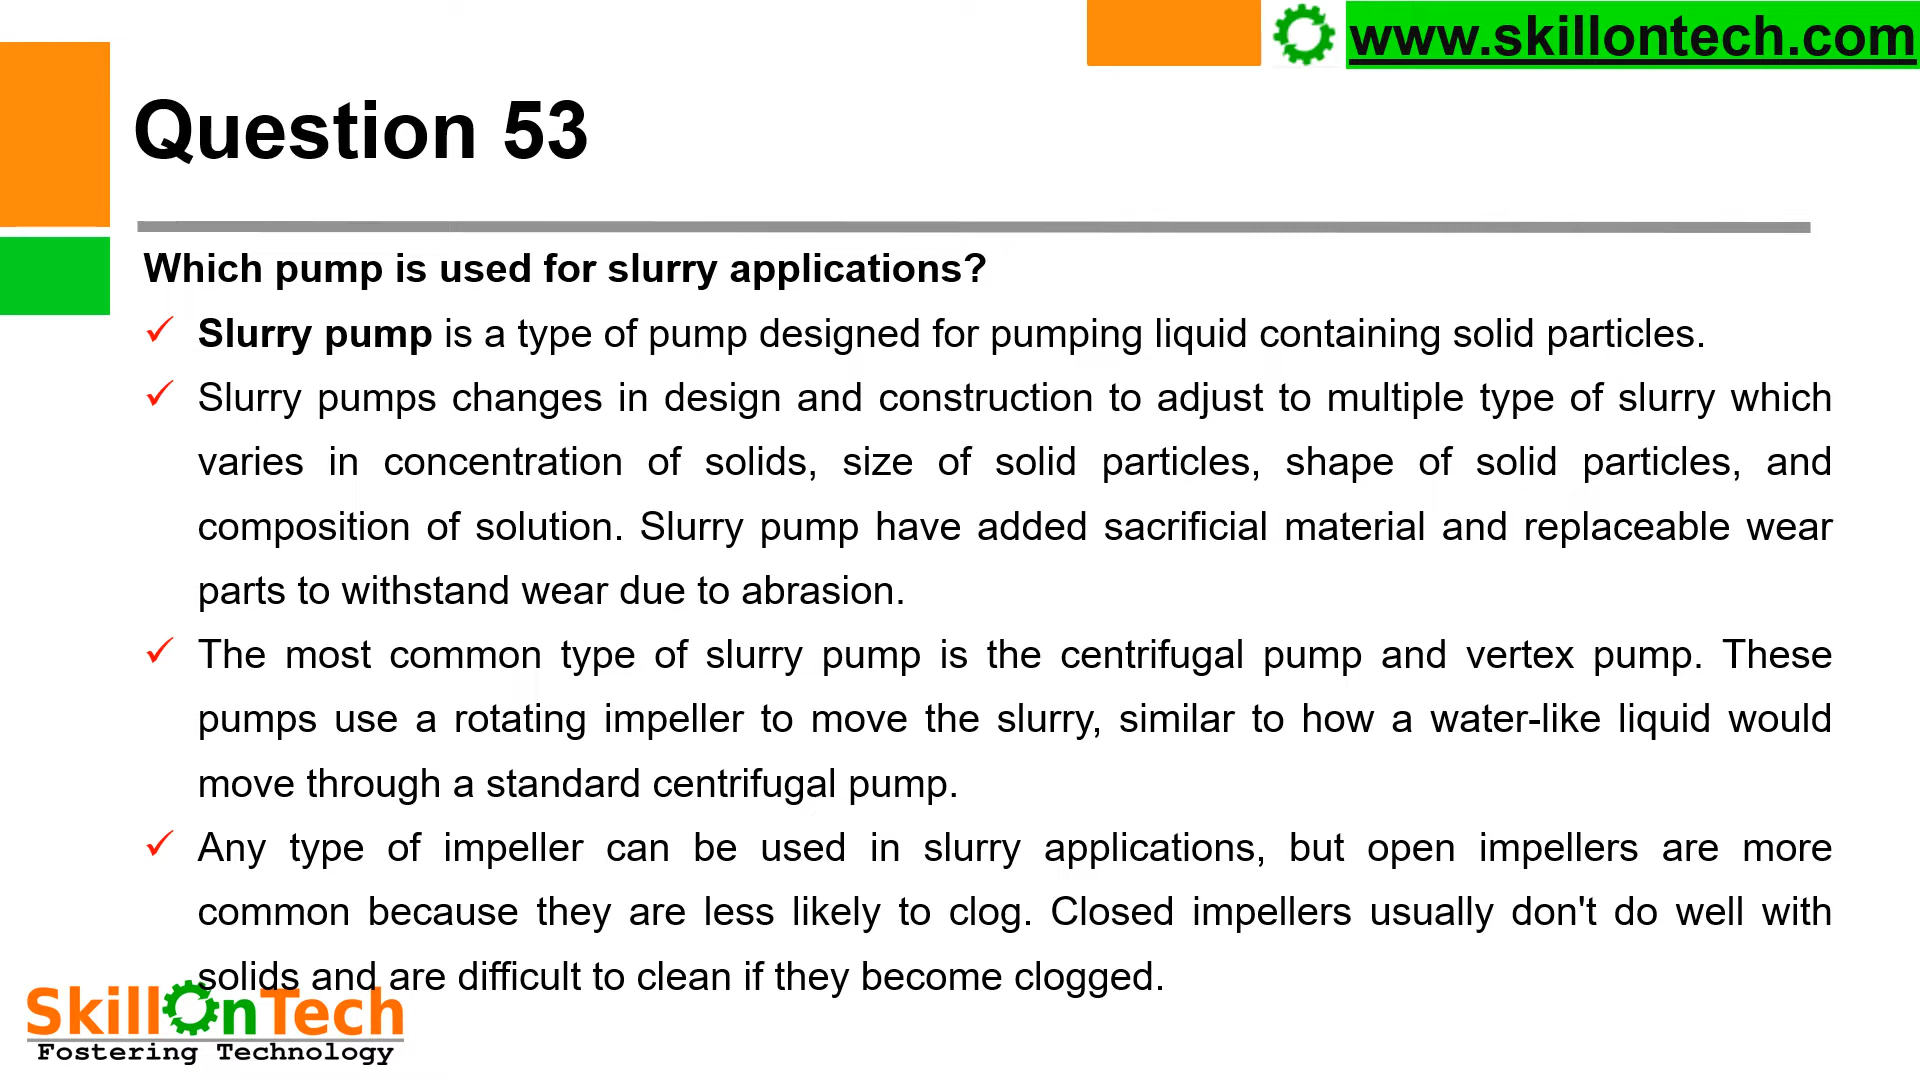 www.skillontech.com
Question 53
Which pump is used for slurry applications?
✓ Slurry pump is a type of pump designed for pumping liquid containing solid particles.
✓ Slurry pumps changes in design and construction to adjust to multiple type of slurry which
varies in concentration of solids, size of solid particles, shape of solid particles, and
composition of solution. Slurry pump have added sacrificial material and replaceable wear
parts to withstand wear due to abrasion.
✓ The most common type of slurry pump is the centrifugal pump and vertex pump. These
pumps use a rotating impeller to move the slurry, similar to how a water-like liquid would
move through a standard centrifugal pump.
✓ Any type of impeller can be used in slurry applications, but open impellers are more
common because they are less likely to clog. Closed impellers usually don't do well with
solids and are difficult to clean if they become clogged.
SkillOnTech
Fostering Technology